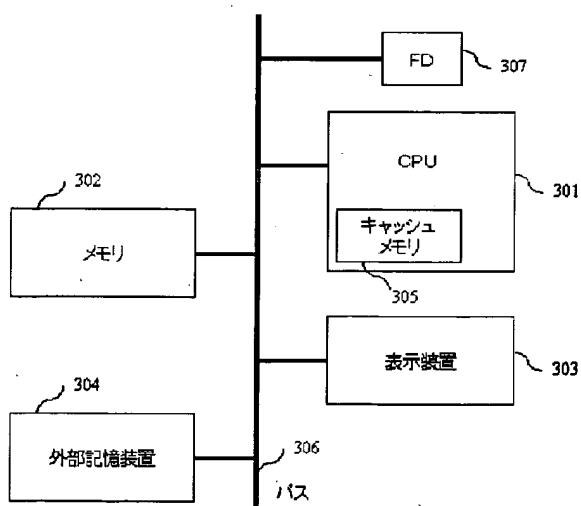 FD
307
CPU
301
キャッシュ
メモリ
305
302
メモリ
表示装置
303
304
外部記憶装置
306
バス